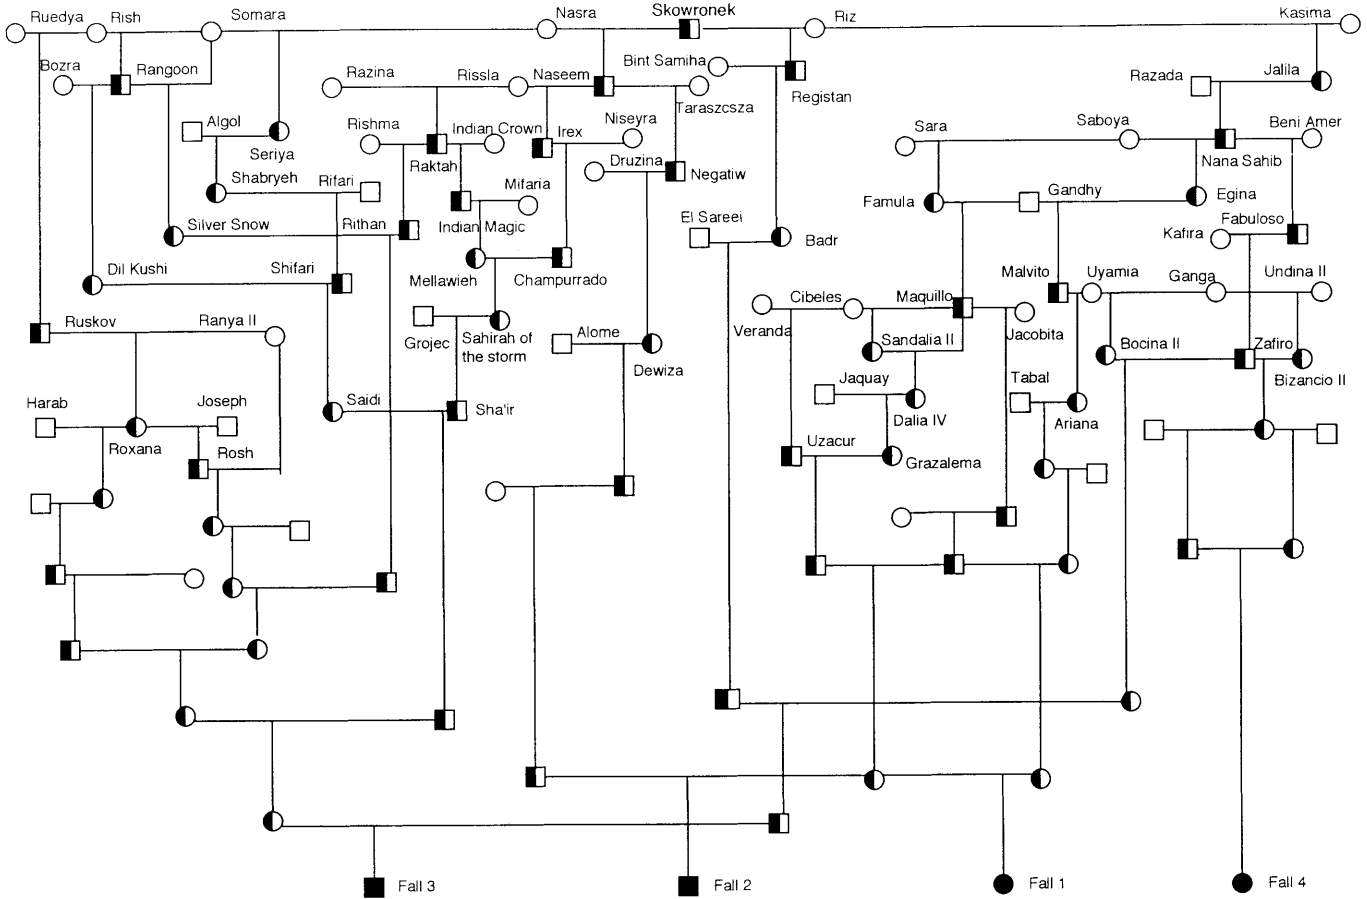 Skowronek
Ruedya
Rish
Somara
Nasra
Riz
Kasima
Bozra
Rangoon
Razina
Rissla
Naseem
Bint Samiha
Razada
Jalila
Taraszcsza
Registan
Algol
Rishma
Indian Crown
Irex
Niseyra
Sara
Saboya
Beni Amer
Seriya
Raktah
Druzina
Negatiw
Nana Sahib
Shabryeh
Rifari
Mifaria
Famula
Gandhy
Egina
Silver Snow
Rithan
Indian Magic
El Sareei
Badr
Kafira
Fabuloso
Dil Kushi
Shifari
Mellawieh
Champurrado
Malvito
Uyamia
Ganga
Undina II
Ruskov
Ranya II
Grojec
Sahirah of
the storm
Alome
Dewiza
Veranda
Cibeles
Maquillo
Jacobita
Sandalia II
Bocina II
Zafiro
Bizancio II
Harab
Joseph
Saidi
Sha'ir
Jaquay
Dalia IV
Tabal
Ariana
Roxana
Rosh
Uzacur
Grazalema
Fall 3
Fall 2
Fall 1
Fall 4